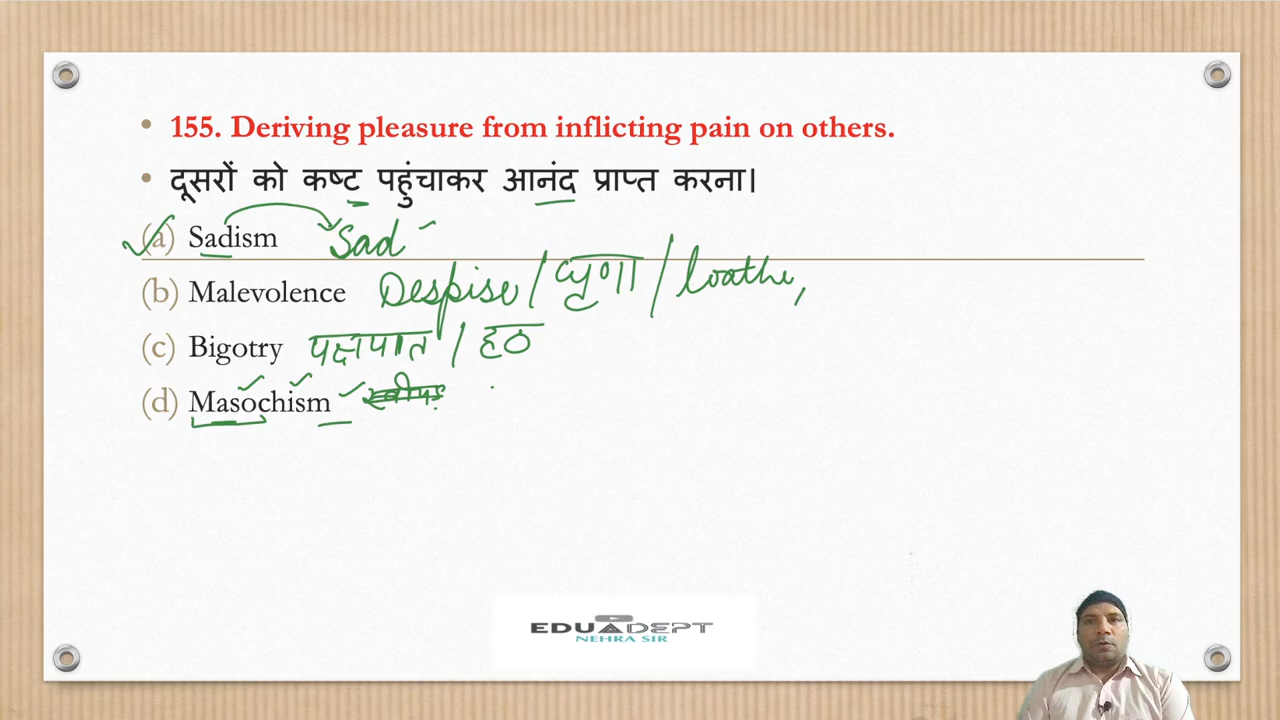 • 155. Deriving pleasure from inflicting pain on others.
• दूसरों को कष्ट पहुंचाकर आनंद प्राप्त करना।
(a) Sadism Sad
(b) Malevolence Despise / घृणा / loathe,
(c) Bigotry पक्षपात / हठ
(d) Masochism
EDUADEPT
NEHRA SIR